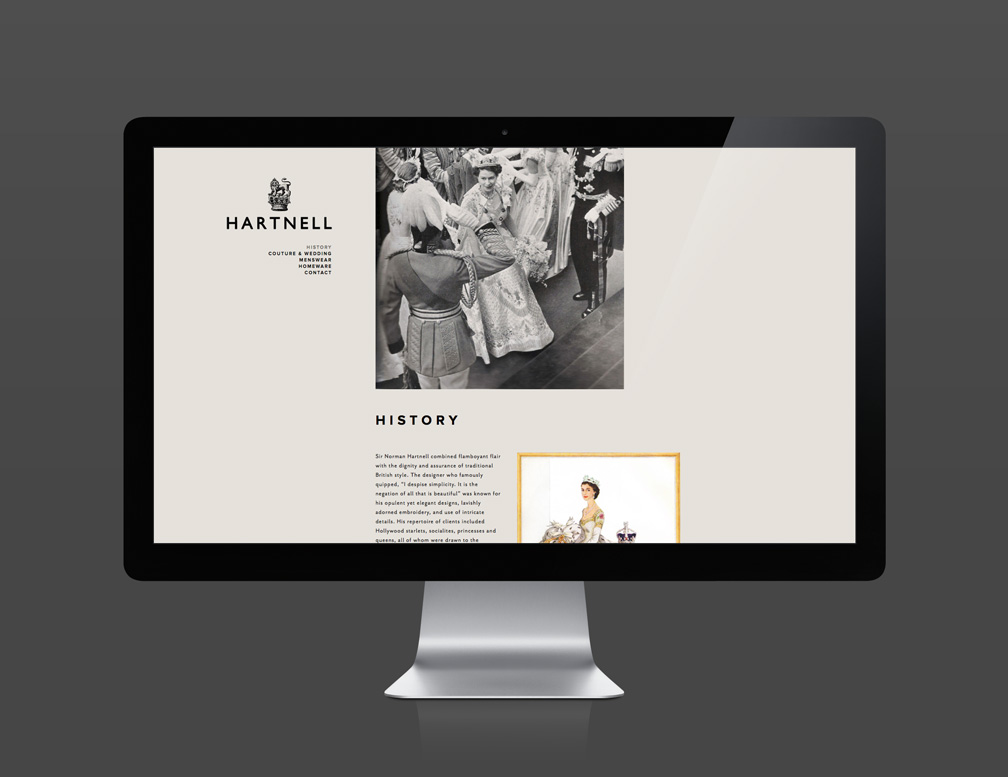 HARTNELL
HISTORY
COUTURE & WEDDING
MENSWEAR
HOMEWARE
CONTACT
HISTORY
Sir Norman Hartnell combined flamboyant flair
with the dignity and assurance of traditional
British style. The designer who famously
quipped, "I despise simplicity. It is the
negation of all that is beautiful" was known for
his opulent yet elegant designs, lavishly
adorned embroidery, and use of intricate
details. His repertoire of clients included
Hollywood starlets, socialites, princesses and
queens, all of whom were drawn to the